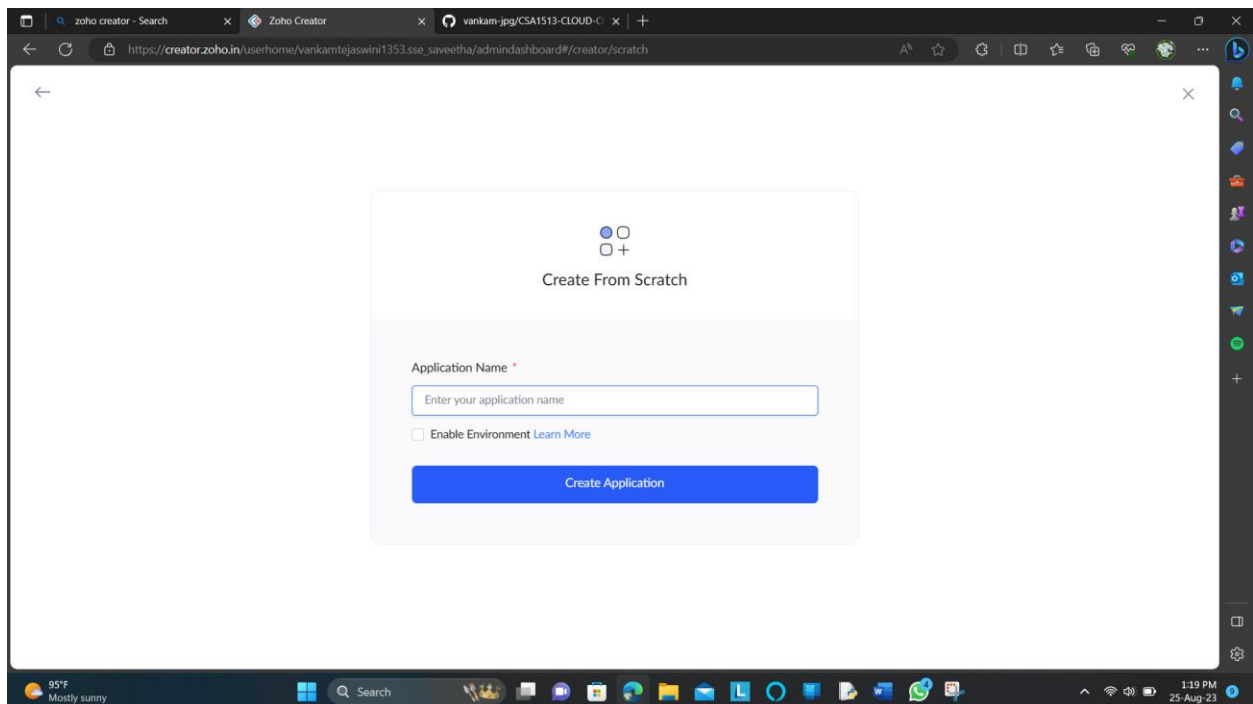 zoho creator - Search
Zoho Creator
vankam-jpg/CSA1513-CLOUD-C
https://creator.zoho.in/userhome/vankamtejaswini1353.sse_saveetha/admindashboard#/creator/scratch
Create From Scratch
Application Name *
Enter your application name
Enable Environment Learn More
Create Application
95°F
Mostly sunny
Search
1:19 PM
25-Aug-23
9